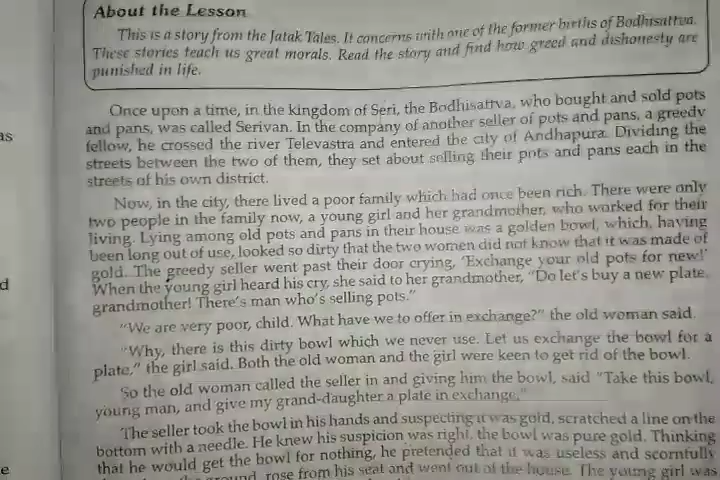 About the Lesson
This is a story from the Jatak Tales. It concerns with one of the former births of Bodhisattva.
These stories teach us great morals. Read the story and find how greed and dishonesty are
punished in life.
Once upon a time, in the kingdom of Seri, the Bodhisattva, who bought and sold pots
and pans, was called Serivan. In the company of another seller of pots and pans, a greedy
fellow, he crossed the river Televastra and entered the city of Andhapura. Dividing the
streets between the two of them, they set about selling their pots and pans each in the
streets of his own district.
Now, in the city, there lived a poor family which had once been rich. There were only
two people in the family now, a young girl and her grandmother, who worked for their
living. Lying among old pots and pans in their house was a golden bowl, which, having
been long out of use, looked so dirty that the two women did not know that it was made of
gold. The greedy seller went past their door crying, 'Exchange your old pots for new!'
When the young girl heard his cry, she said to her grandmother, "Do let's buy a new plate,
grandmother! There's man who's selling pots."
"We are very poor, child. What have we to offer in exchange?" the old woman said.
"Why, there is this dirty bowl which we never use. Let us exchange the bowl for a
plate," the girl said. Both the old woman and the girl were keen to get rid of the bowl.
So the old woman called the seller in and giving him the bowl, said "Take this bowl,
young man, and give my grand-daughter a plate in exchange."
The seller took the bowl in his hands and suspecting it was gold, scratched a line on the
bottom with a needle. He knew his suspicion was right, the bowl was pure gold. Thinking
that he would get the bowl for nothing, he pretended that it was useless and scornfully
rose from his seat and went out of the house. The young girl was
as
d
e